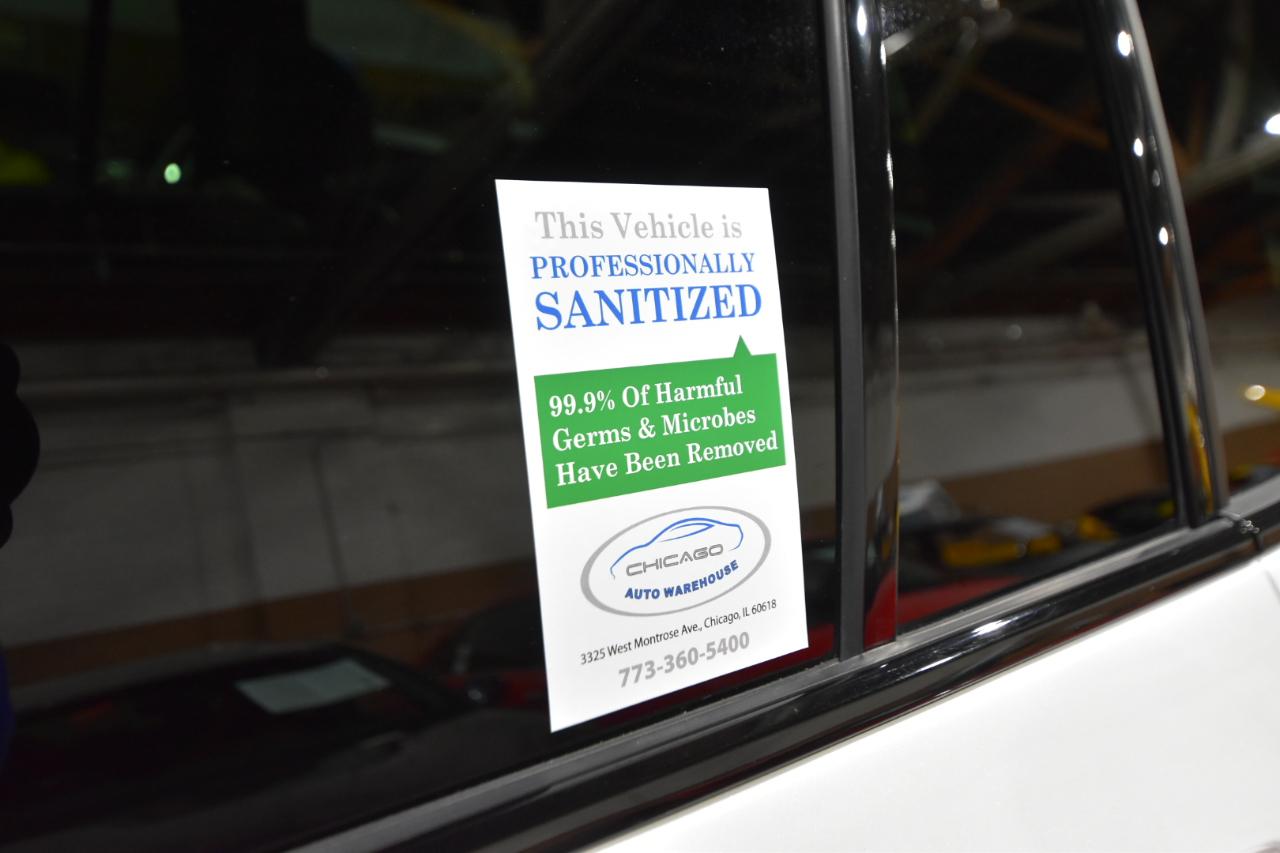 This Vehicle is
PROFESSIONALLY
SANITIZED
99.9% Of Harmful
Germs & Microbes
Have Been Removed
CHICAGO
AUTO WAREHOUSE
3325 West Montrose Ave., Chicago, IL 60618
773-360-5400